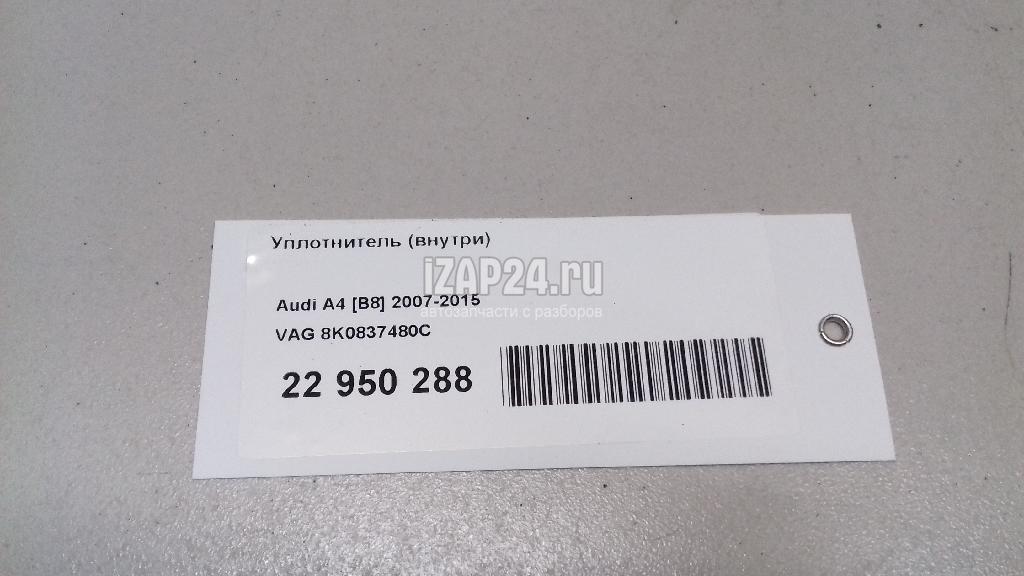 Уплотнитель (внутри)
iZAP24.ru
Audi A4 [B8] 2007-2015
автозапчасти с разборов
VAG 8K0837480C
22 950 288